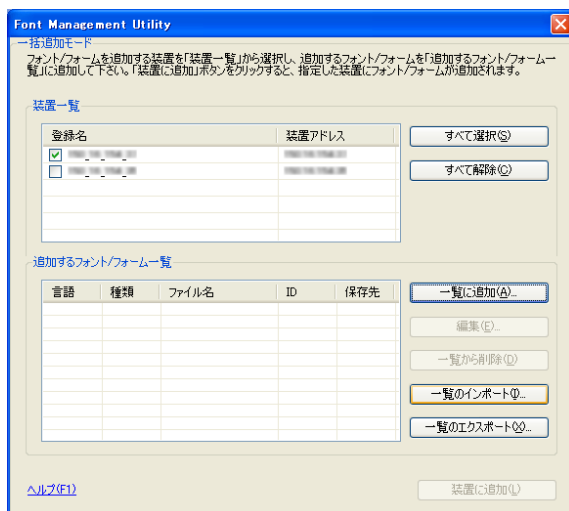 Font Management Utility
一括追加モード
フォント/フォームを追加する装置を「装置一覧」から選択し、追加するフォント/フォームを「追加するフォント/フォーム一
覧」に追加して下さい。「装置に追加」ボタンをクリックすると、指定した装置にフォント/フォームが追加されます。
装置一覧
登録名 装置アドレス
すべて選択(S)
すべて解除(C)
追加するフォント/フォーム一覧
言語 種類 ファイル名 ID 保存先
一覧に追加(A)...
編集(E)...
一覧から削除(D)
一覧のインポート(I)...
一覧のエクスポート(X)...
ヘルプ(F1)
装置に追加(L)